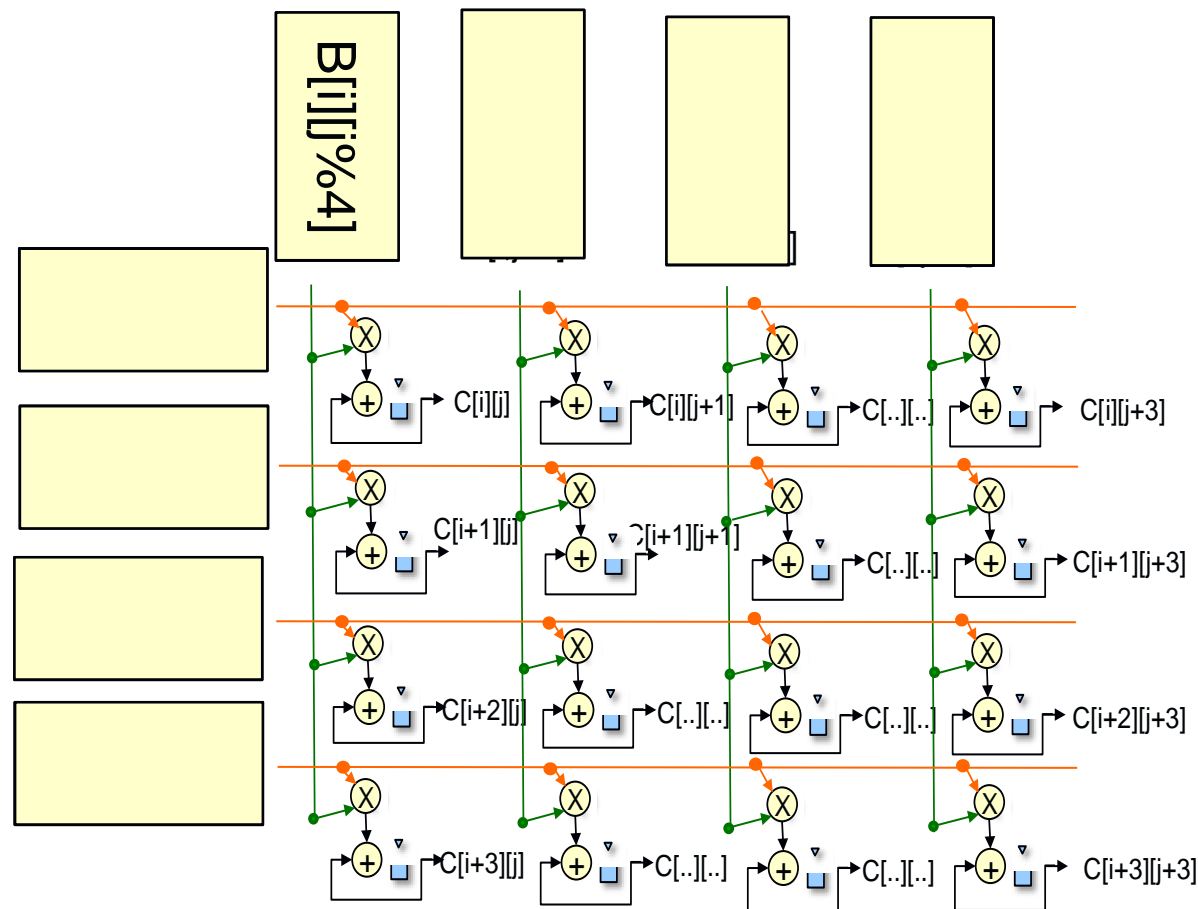 B[i][j%4]
X
X
X
X
+
C[i][j]
+
C[i][j+1]
+
C[..][..]
+
C[i][j+3]
X
X
X
X
+
C[i+1][j]
+
C[i+1][j+1]
+
C[..][..]
+
C[i+1][j+3]
X
X
X
X
+
C[i+2][j]
+
C[..][..]
+
C[..][..]
+
C[i+2][j+3]
X
X
X
X
+
C[i+3][j]
+
C[..][..]
+
C[..][..]
+
C[i+3][j+3]